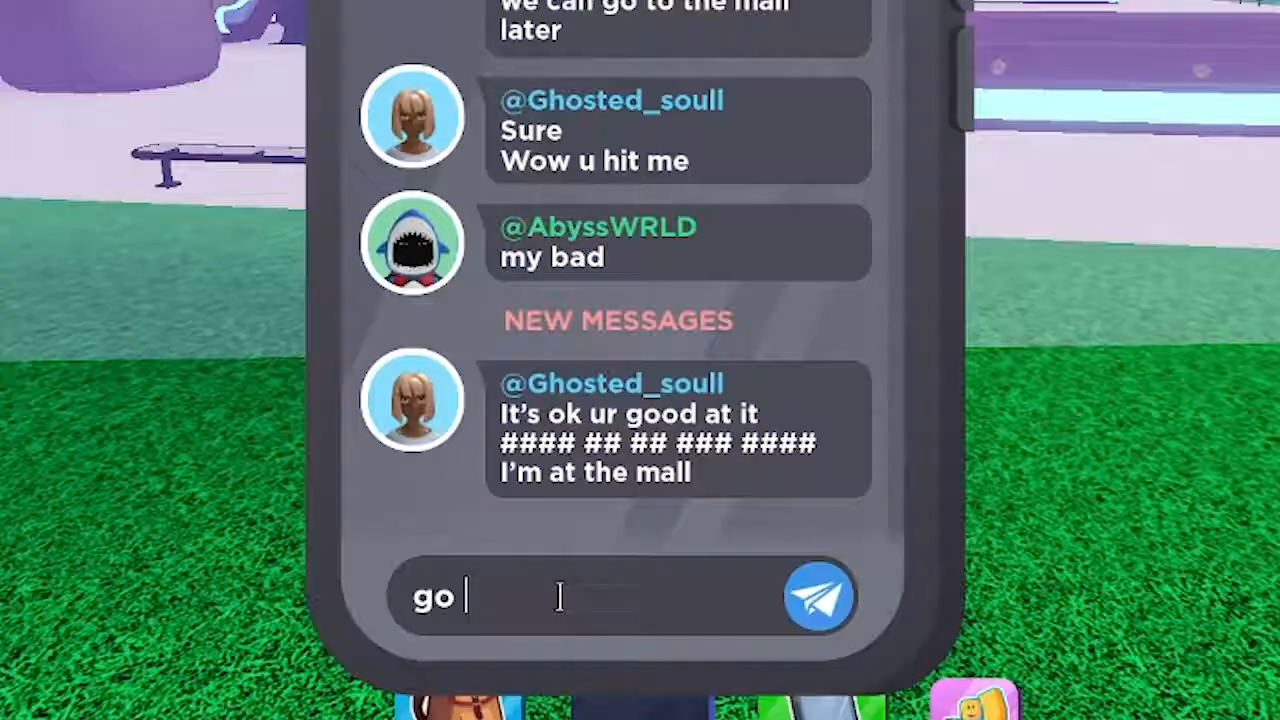 we can go to the mall
later
@Ghosted_soull
Sure
Wow u hit me
@AbyssWRLD
my bad
NEW MESSAGES
@Ghosted_soull
It’s ok ur good at it
#### ## ## ### ####
I’m at the mall
go